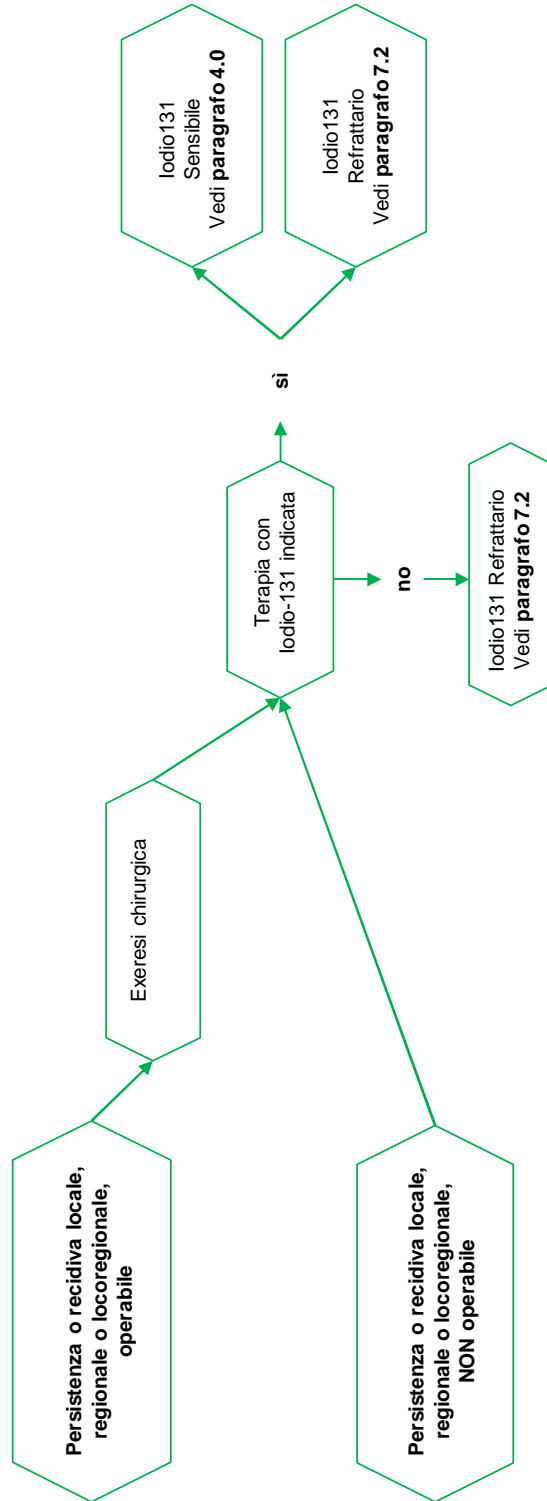 Persistenza o recidiva locale,
regionale o locoregionale,
operabile
Exeresi chirurgica
Persistenza o recidiva locale,
regionale o locoregionale,
NON operabile
Terapia con
Iodio-131 indicata
sì
Iodio131
Sensibile
Vedi paragrafo 4.0
Iodio131
Refrattario
Vedi paragrafo 7.2
no
Iodio131 Refrattario
Vedi paragrafo 7.2